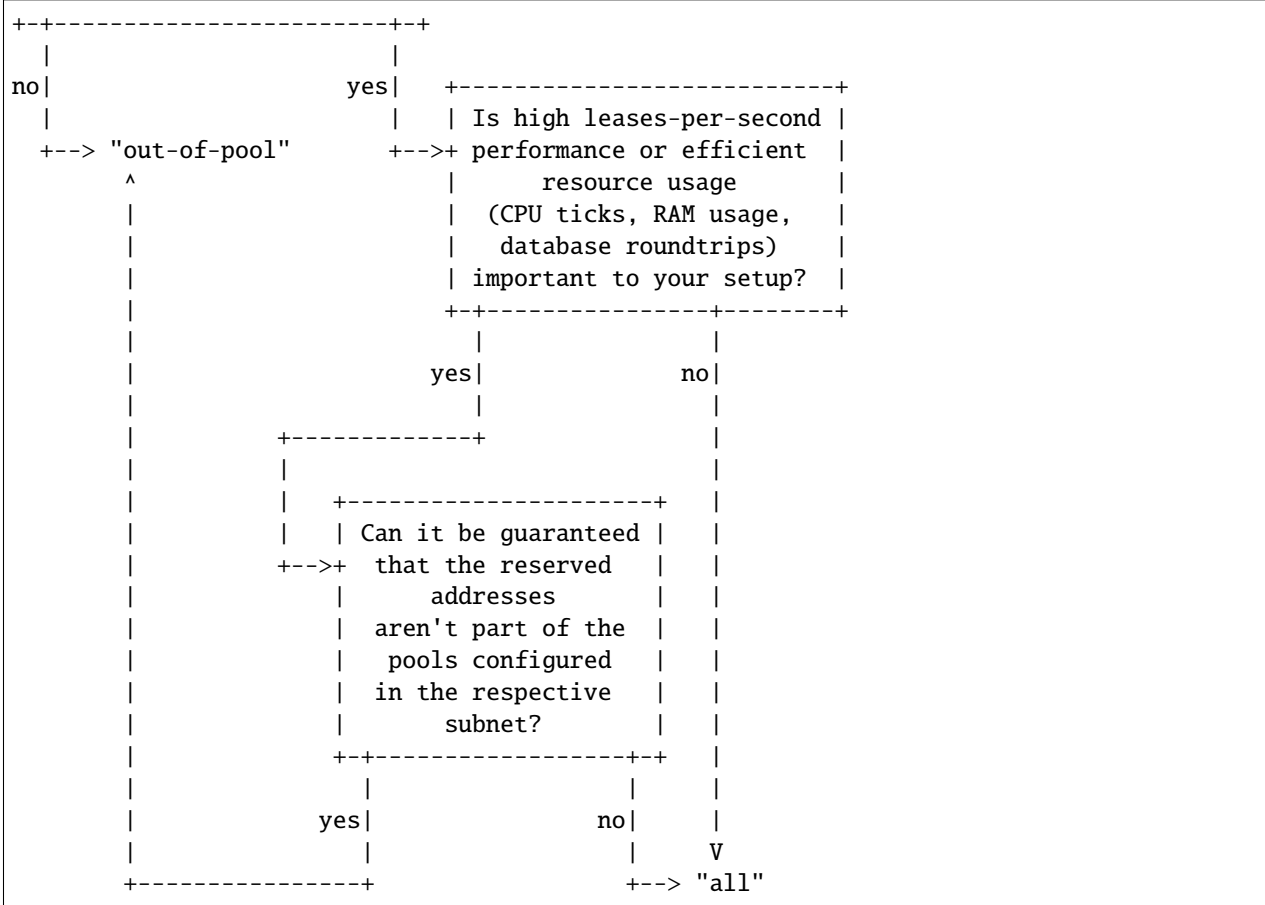 +-+------------------------+-+
  |                         |
no|                      yes|   +---------------------------+
  |                         |   | Is high leases-per-second |
  +--> "out-of-pool"       +-->+ performance or efficient  |
        ^                       |      resource usage       |
        |                       |  (CPU ticks, RAM usage,   |
        |                       |   database roundtrips)    |
        |                       | important to your setup?  |
        |                       +-+----------------+--------+
        |                         |                |
        |                      yes|              no|
        |                         |                |
        |          +-------------+                |
        |          |                               |
        |          |   +----------------------+   |
        |          |   | Can it be guaranteed |   |
        |          +-->+  that the reserved   |   |
        |              |      addresses       |   |
        |              |  aren't part of the  |   |
        |              |   pools configured   |   |
        |              |  in the respective   |   |
        |              |       subnet?        |   |
        |              +-+------------------+-+   |
        |                |                  |     |
        |             yes|                no|     |
        |                |                  |     V
        +----------------+                  +--> "all"